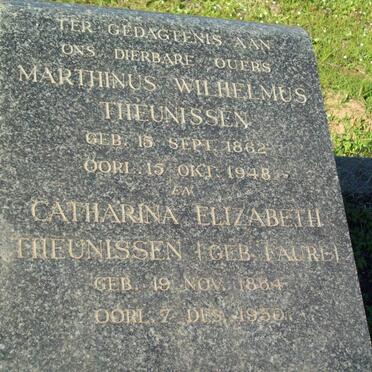 TER GEDAGTENIS AAN
ONS DIERBARE OUERS
MARTHINUS WILHELMUS
THEUNISSEN
GEB. 15 SEPT. 1862
OORL. 15 OKT. 1948
EN
CATHARINA ELIZABETH
THEUNISSEN (GEB. FAURE)
GEB. 19 NOV. 1864
OORL. 7 DES. 1950